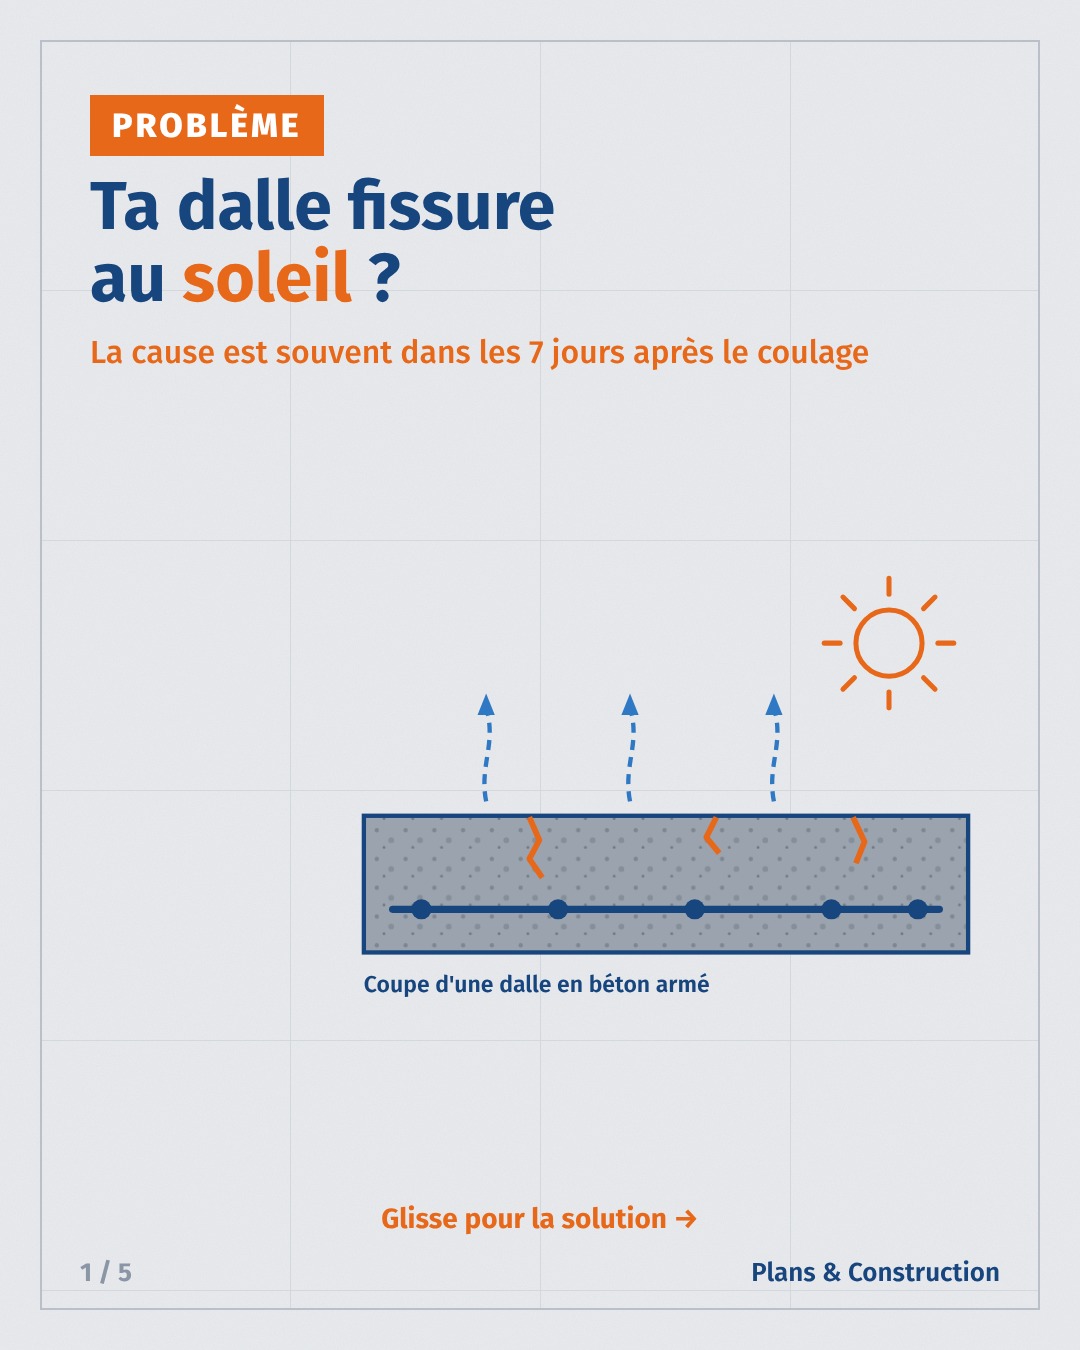 PROBLÈME
Ta dalle fissure
au soleil ?
La cause est souvent dans les 7 jours après le coulage
Coupe d'une dalle en béton armé
Glisse pour la solution →
1 / 5
Plans & Construction